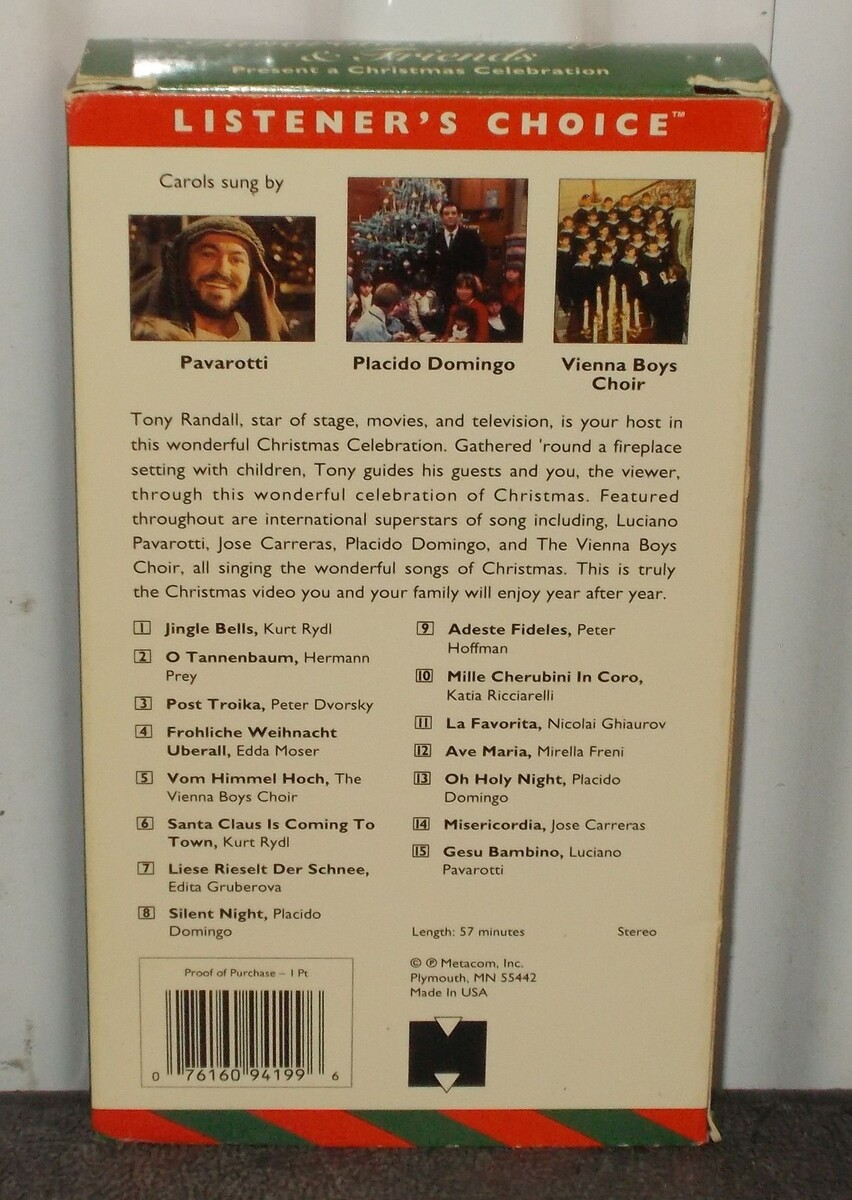 & Friends
Present a Christmas Celebration
LISTENER'S CHOICE™
Carols sung by
Pavarotti
Placido Domingo
Vienna Boys
Choir
Tony Randall, star of stage, movies, and television, is your host in
this wonderful Christmas Celebration. Gathered 'round a fireplace
setting with children, Tony guides his guests and you, the viewer,
through this wonderful celebration of Christmas. Featured
throughout are international superstars of song including, Luciano
Pavarotti, Jose Carreras, Placido Domingo, and The Vienna Boys
Choir, all singing the wonderful songs of Christmas. This is truly
the Christmas video you and your family will enjoy year after year.
1 Jingle Bells, Kurt Rydl
2 O Tannenbaum, Hermann
Prey
3 Post Troika, Peter Dvorsky
4 Frohliche Weihnacht
Uberall, Edda Moser
5 Vom Himmel Hoch, The
Vienna Boys Choir
6 Santa Claus Is Coming To
Town, Kurt Rydl
7 Liese Rieselt Der Schnee,
Edita Gruberova
8 Silent Night, Placido
Domingo
9 Adeste Fideles, Peter
Hoffman
10 Mille Cherubini In Coro,
Katia Ricciarelli
11 La Favorita, Nicolai Ghiaurov
12 Ave Maria, Mirella Freni
13 Oh Holy Night, Placido
Domingo
14 Misericordia, Jose Carreras
15 Gesu Bambino, Luciano
Pavarotti
Length: 57 minutes
Stereo
© ℗ Metacom, Inc.
Plymouth, MN 55442
Made In USA
Proof of Purchase – 1 Pt
0 76160 94199 6